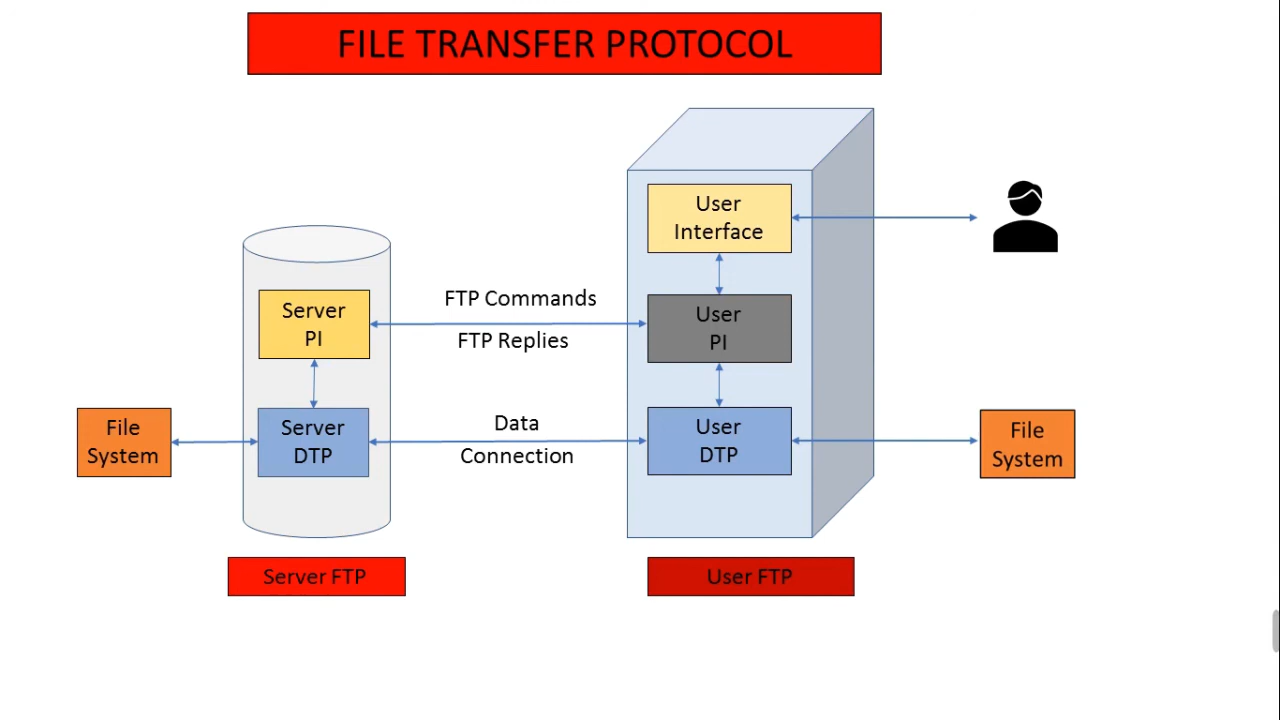 FILE TRANSFER PROTOCOL
User
Interface
Server
PI
FTP Commands
FTP Replies
User
PI
File
System
Server
DTP
Data
Connection
User
DTP
File
System
Server FTP
User FTP